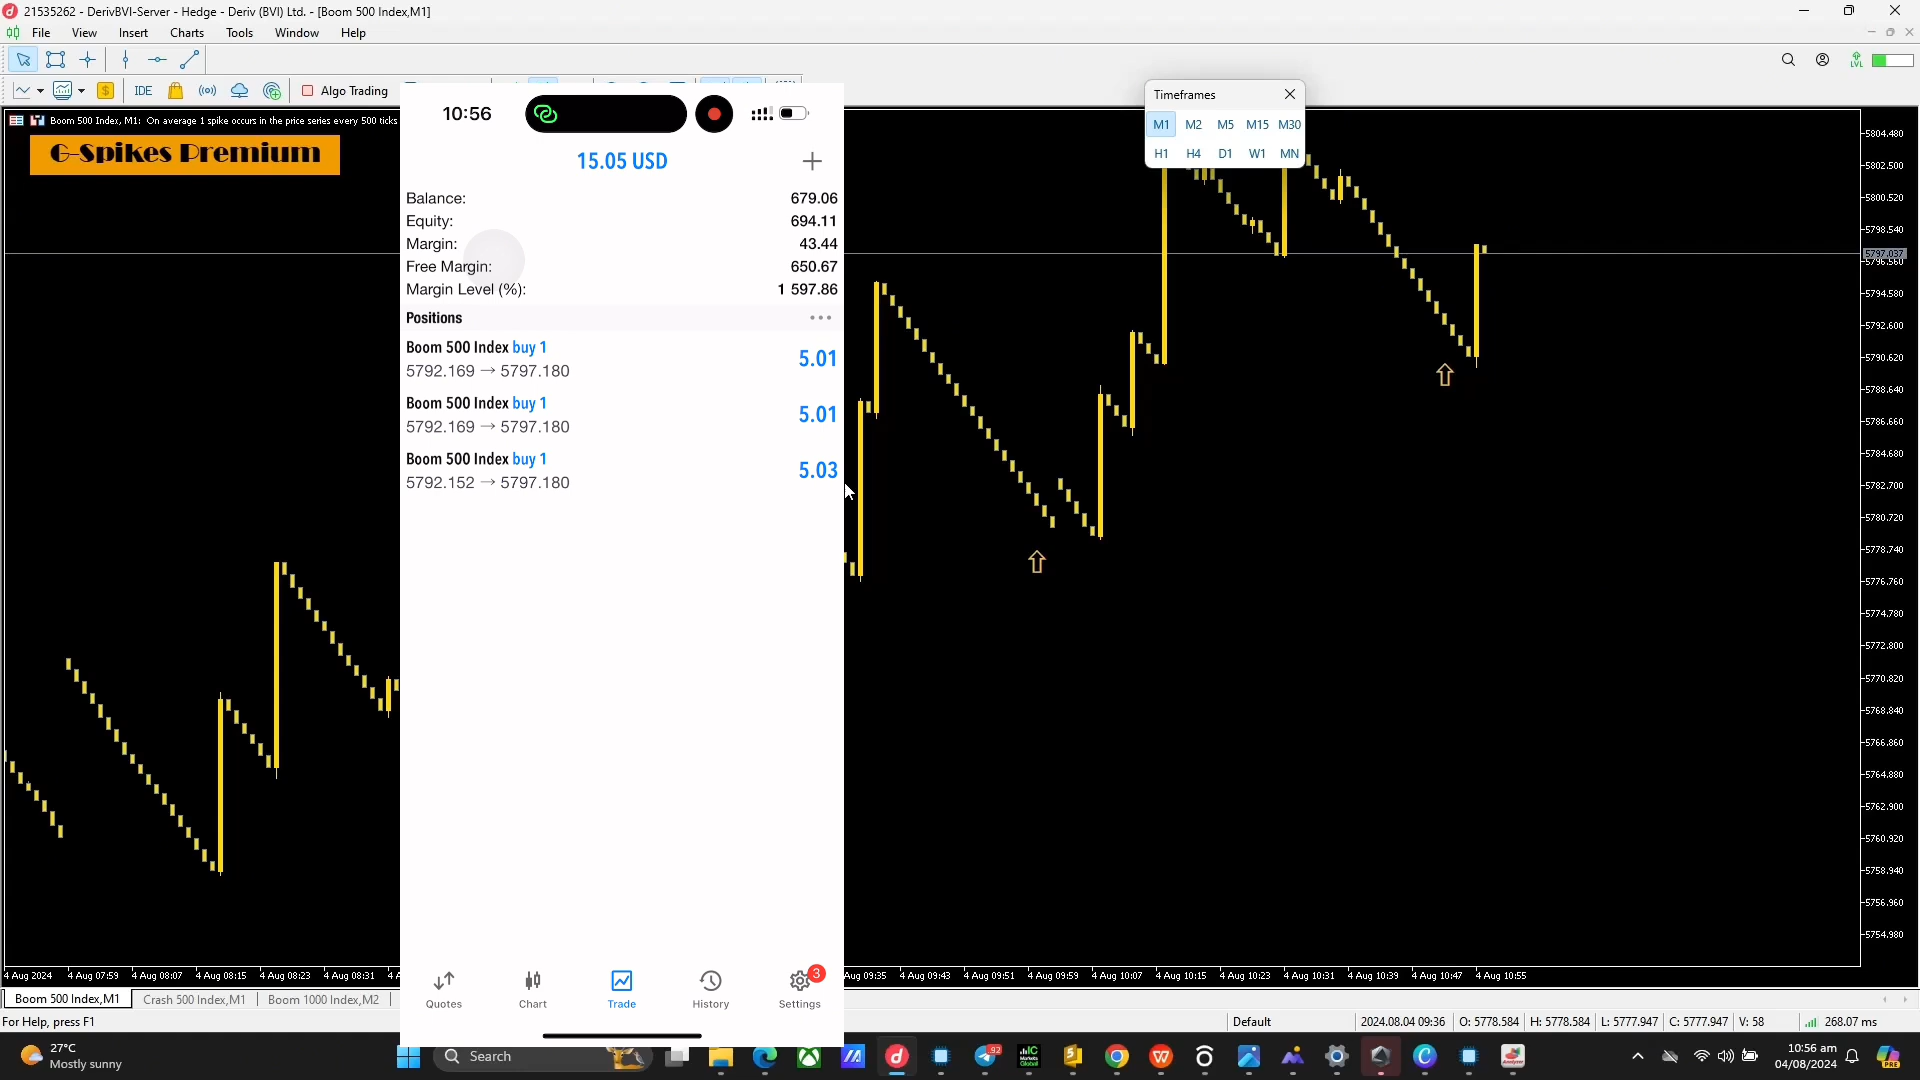 21535262 - DerivBVI-Server - Hedge - Deriv (BVI) Ltd. - [Boom 500 Index,M1]
File View Insert Charts Tools Window Help
IDE Algo Trading
Boom 500 Index, M1: On average 1 spike occurs in the price series every 500 ticks
G-Spikes Premium
10:56
15.05 USD
Balance: 679.06
Equity: 694.11
Margin: 43.44
Free Margin: 650.67
Margin Level (%): 1 597.86
Positions
Boom 500 Index buy 1
5792.169 → 5797.180
5.01
Boom 500 Index buy 1
5792.169 → 5797.180
5.01
Boom 500 Index buy 1
5792.152 → 5797.180
5.03
Quotes Chart Trade History Settings
3
Timeframes
M1 M2 M5 M15 M30
H1 H4 D1 W1 MN
LVL
5804.480
5802.500
5800.520
5798.540
5797.037
5796.560
5794.580
5792.600
5790.620
5788.640
5786.660
5784.680
5782.700
5780.720
5778.740
5776.760
5774.780
5772.800
5770.820
5768.840
5766.860
5764.880
5762.900
5760.920
5758.940
5756.960
5754.980
4 Aug 2024 4 Aug 07:59 4 Aug 08:07 4 Aug 08:15 4 Aug 08:23 4 Aug 08:31 4 A
Aug 09:35 4 Aug 09:43 4 Aug 09:51 4 Aug 09:59 4 Aug 10:07 4 Aug 10:15 4 Aug 10:23 4 Aug 10:31 4 Aug 10:39 4 Aug 10:47 4 Aug 10:55
Boom 500 Index,M1 Crash 500 Index,M1 Boom 1000 Index,M2
For Help, press F1
Default 2024.08.04 09:36 O: 5778.584 H: 5778.584 L: 5777.947 C: 5777.947 V: 58 268.07 ms
27°C
Mostly sunny
Search
92
10:56 am
04/08/2024
PRE